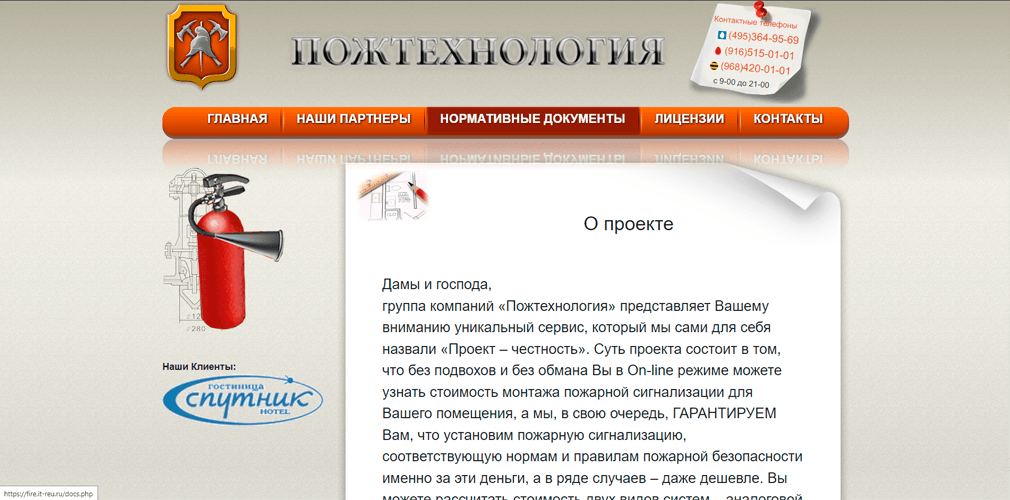 ПОЖТЕХНОЛОГИЯ
Контактные телефоны
(495)364-95-69
(916)515-01-01
(968)420-01-01
с 9-00 до 21-00
ГЛАВНАЯ НАШИ ПАРТНЕРЫ НОРМАТИВНЫЕ ДОКУМЕНТЫ ЛИЦЕНЗИИ КОНТАКТЫ
О проекте
Дамы и господа,
группа компаний «Пожтехнология» представляет Вашему
вниманию уникальный сервис, который мы сами для себя
назвали «Проект – честность». Суть проекта состоит в том,
что без подвохов и без обмана Вы в On-line режиме можете
узнать стоимость монтажа пожарной сигнализации для
Вашего помещения, а мы, в свою очередь, ГАРАНТИРУЕМ
Вам, что установим пожарную сигнализацию,
соответствующую нормам и правилам пожарной безопасности
именно за эти деньги, а в ряде случаев – даже дешевле. Вы
можете рассчитать стоимость двух видов систем – аналоговой
Наши Клиенты:
ГОСТИНИЦА
СПУТНИК
HOTEL
https://fire.it-reu.ru/docs.php